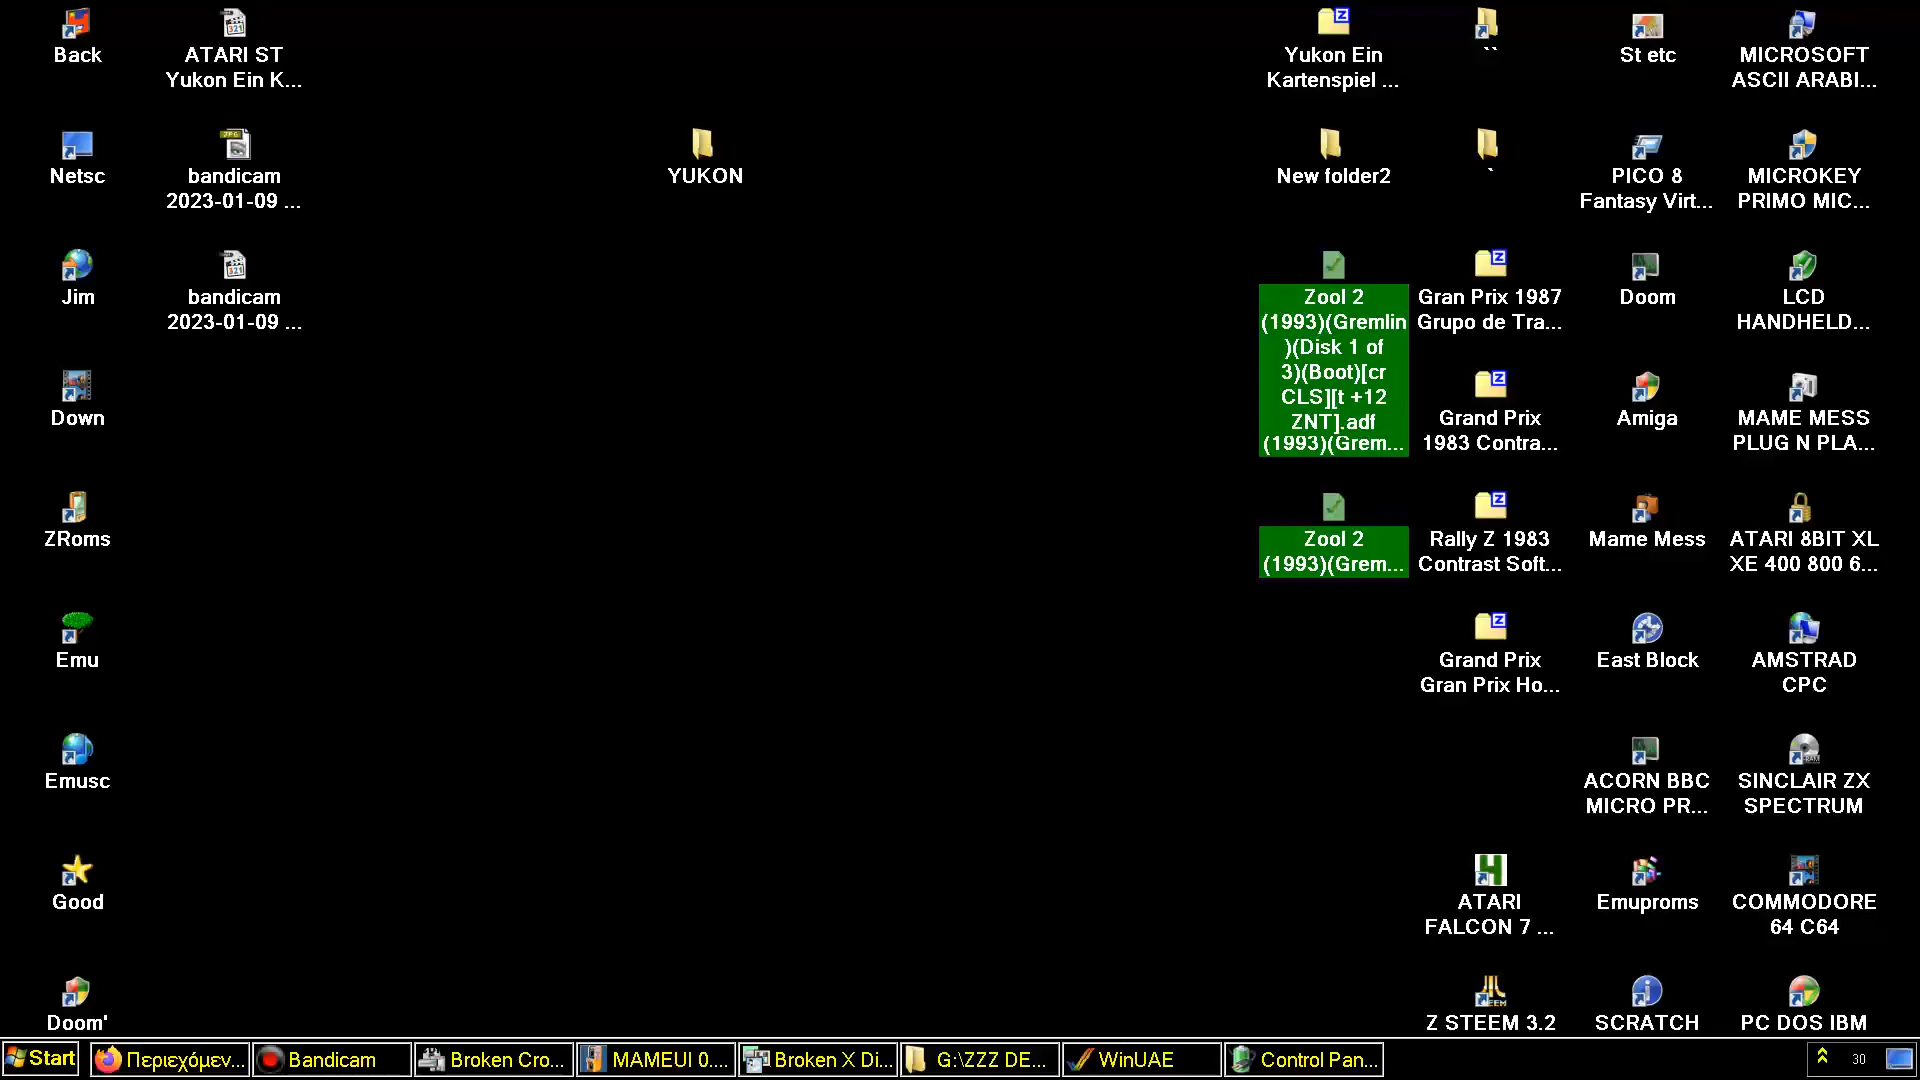 Back
ATARI ST
Yukon Ein K...
Yukon Ein
Kartenspiel ...
``
St etc
MICROSOFT
ASCII ARABI...
Netsc
bandicam
2023-01-09 ...
YUKON
New folder2
`
PICO 8
Fantasy Virt...
MICROKEY
PRIMO MIC...
Jim
bandicam
2023-01-09 ...
Zool 2
(1993)(Gremlin
)(Disk 1 of
3)(Boot)[cr
CLS][t +12
ZNT].adf
(1993)(Grem...
Gran Prix 1987
Grupo de Tra...
Doom
LCD
HANDHELD...
Down
Grand Prix
1983 Contra...
Amiga
MAME MESS
PLUG N PLA...
ZRoms
Zool 2
(1993)(Grem...
Rally Z 1983
Contrast Soft...
Mame Mess
ATARI 8BIT XL
XE 400 800 6...
Emu
Grand Prix
Gran Prix Ho...
East Block
AMSTRAD
CPC
Emusc
ACORN BBC
MICRO PR...
SINCLAIR ZX
SPECTRUM
Good
ATARI
FALCON 7 ...
Emuproms
COMMODORE
64 C64
Doom'
Z STEEM 3.2
SCRATCH
PC DOS IBM
Start
Περιεχόμεν...
Bandicam
Broken Cro...
MAMEUI 0....
Broken X Di...
G:\ZZZ DE...
WinUAE
Control Pan...
30